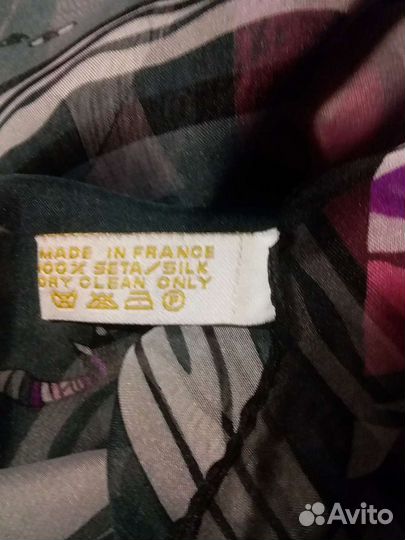 MADE IN FRANCE
100% SETA/SILK
DRY CLEAN ONLY
P
Avito